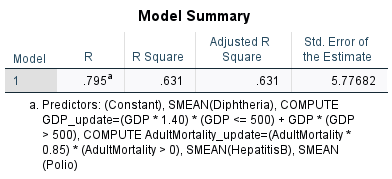 Model Summary
Model R R Square Adjusted R Square Std. Error of the Estimate
1 .795a .631 .631 5.77682
a. Predictors: (Constant), SMEAN(Diphtheria), COMPUTE
GDP_update=(GDP * 1.40) * (GDP <= 500) + GDP * (GDP
> 500), COMPUTE AdultMortality_update=(AdultMortality *
0.85) * (AdultMortality > 0), SMEAN(HepatitisB), SMEAN
(Polio)